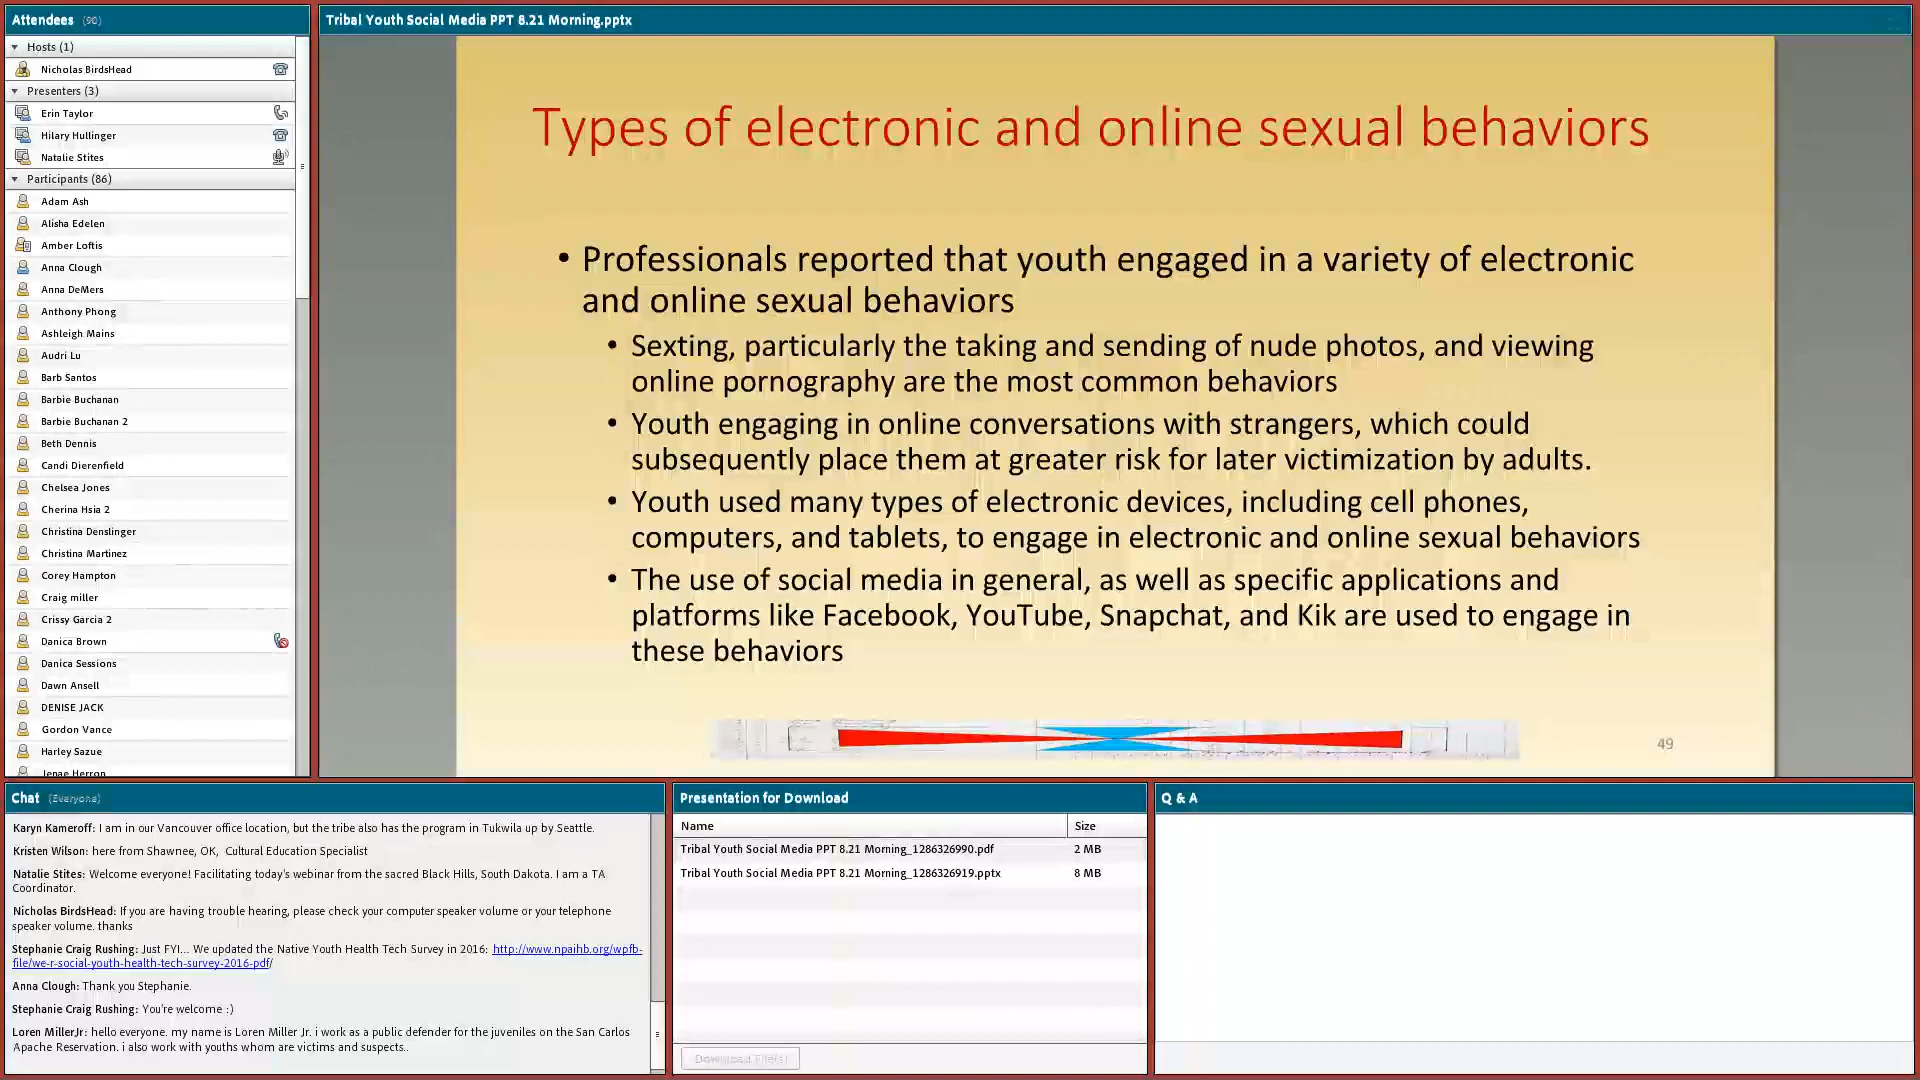 Attendees (90)
Hosts (1)
Nicholas BirdsHead
Presenters (3)
Erin Taylor
Hilary Hullinger
Natalie Stites
Participants (86)
Adam Ash
Alisha Edelen
Amber Loftis
Anna Clough
Anna DeMers
Anthony Phong
Ashleigh Mains
Audri Lu
Barb Santos
Barbie Buchanan
Barbie Buchanan 2
Beth Dennis
Candi Dierenfield
Chelsea Jones
Cherina Hsia 2
Christina Denslinger
Christina Martinez
Corey Hampton
Craig miller
Crissy Garcia 2
Danica Brown
Danica Sessions
Dawn Ansell
DENISE JACK
Gordon Vance
Harley Sazue
Jenae Herron
Tribal Youth Social Media PPT 8.21 Morning.pptx
Types of electronic and online sexual behaviors
• Professionals reported that youth engaged in a variety of electronic
and online sexual behaviors
• Sexting, particularly the taking and sending of nude photos, and viewing
online pornography are the most common behaviors
• Youth engaging in online conversations with strangers, which could
subsequently place them at greater risk for later victimization by adults.
• Youth used many types of electronic devices, including cell phones,
computers, and tablets, to engage in electronic and online sexual behaviors
• The use of social media in general, as well as specific applications and
platforms like Facebook, YouTube, Snapchat, and Kik are used to engage in
these behaviors
49
Chat (Everyone)
Karyn Kameroff: I am in our Vancouver office location, but the tribe also has the program in Tukwila up by Seattle.
Kristen Wilson: here from Shawnee, OK, Cultural Education Specialist
Natalie Stites: Welcome everyone! Facilitating today's webinar from the sacred Black Hills, South Dakota. I am a TA
Coordinator.
Nicholas BirdsHead: If you are having trouble hearing, please check your computer speaker volume or your telephone
speaker volume. thanks
Stephanie Craig Rushing: Just FYI... We updated the Native Youth Health Tech Survey in 2016: http://www.npaihb.org/wpfb-
file/we-r-social-youth-health-tech-survey-2016-pdf/
Anna Clough: Thank you Stephanie.
Stephanie Craig Rushing: You're welcome :)
Loren MillerJr: hello everyone. my name is Loren Miller Jr. i work as a public defender for the juveniles on the San Carlos
Apache Reservation. i also work with youths whom are victims and suspects..
Presentation for Download
Name Size
Tribal Youth Social Media PPT 8.21 Morning_1286326990.pdf 2 MB
Tribal Youth Social Media PPT 8.21 Morning_1286326919.pptx 8 MB
Download File(s)
Q & A